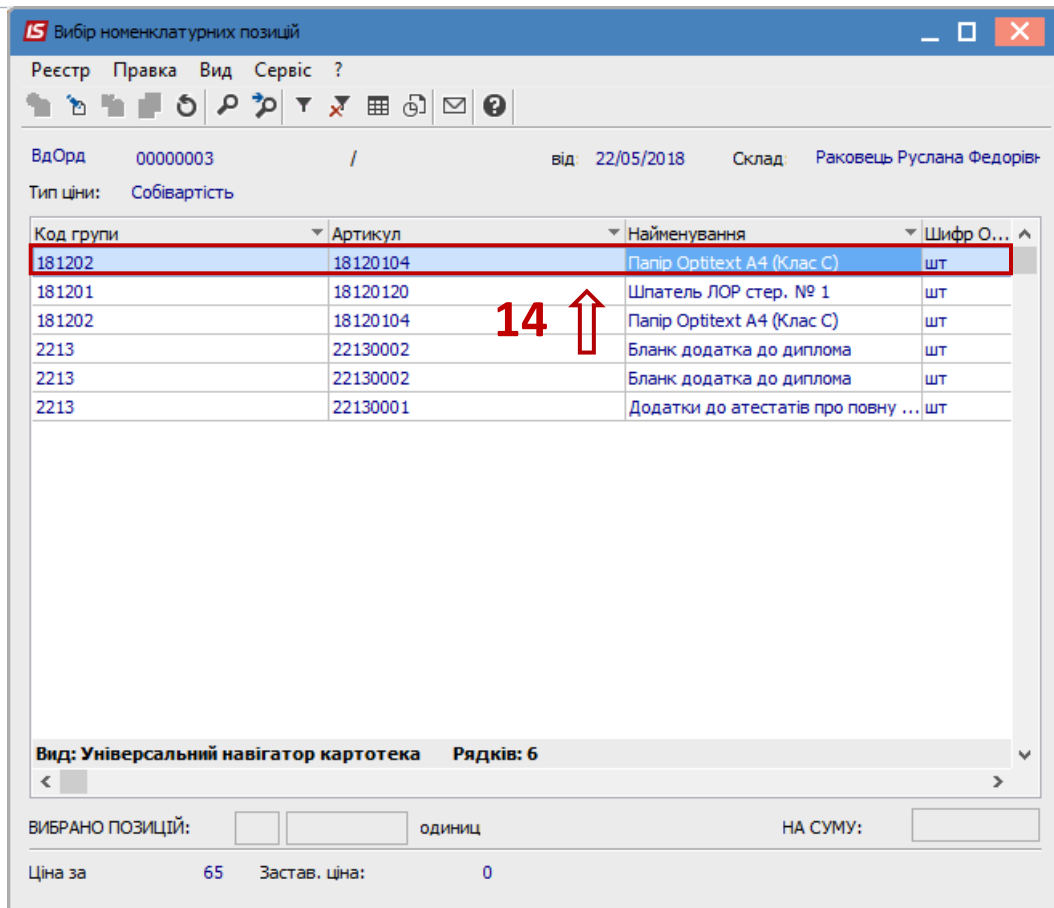 Вибір номенклатурних позицій
Реєстр Правка Вид Сервіс ?
ВдОрд 00000003 / від: 22/05/2018 Склад: Раковець Руслана Федорівн
Тип ціни: Собівартість
Код групи Артикул Найменування Шифр О...
181202 18120104 Папір Optitext А4 (Клас С) шт
181201 18120120 Шпатель ЛОР стер. № 1 шт
181202 18120104 Папір Optitext А4 (Клас С) шт
14
2213 22130002 Бланк додатка до диплома шт
2213 22130002 Бланк додатка до диплома шт
2213 22130001 Додатки до атестатів про повну ... шт
Вид: Універсальний навігатор картотека Рядків: 6
ВИБРАНО ПОЗИЦІЙ: одиниц НА СУМУ:
Ціна за 65 Застав. ціна: 0